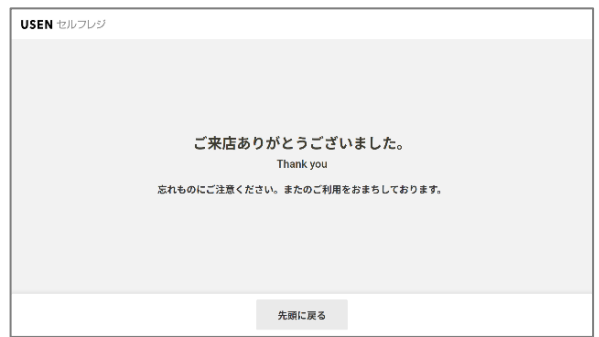 USEN セルフレジ
ご来店ありがとうございました。
Thank you
忘れものにご注意ください。またのご利用をおまちしております。
先頭に戻る